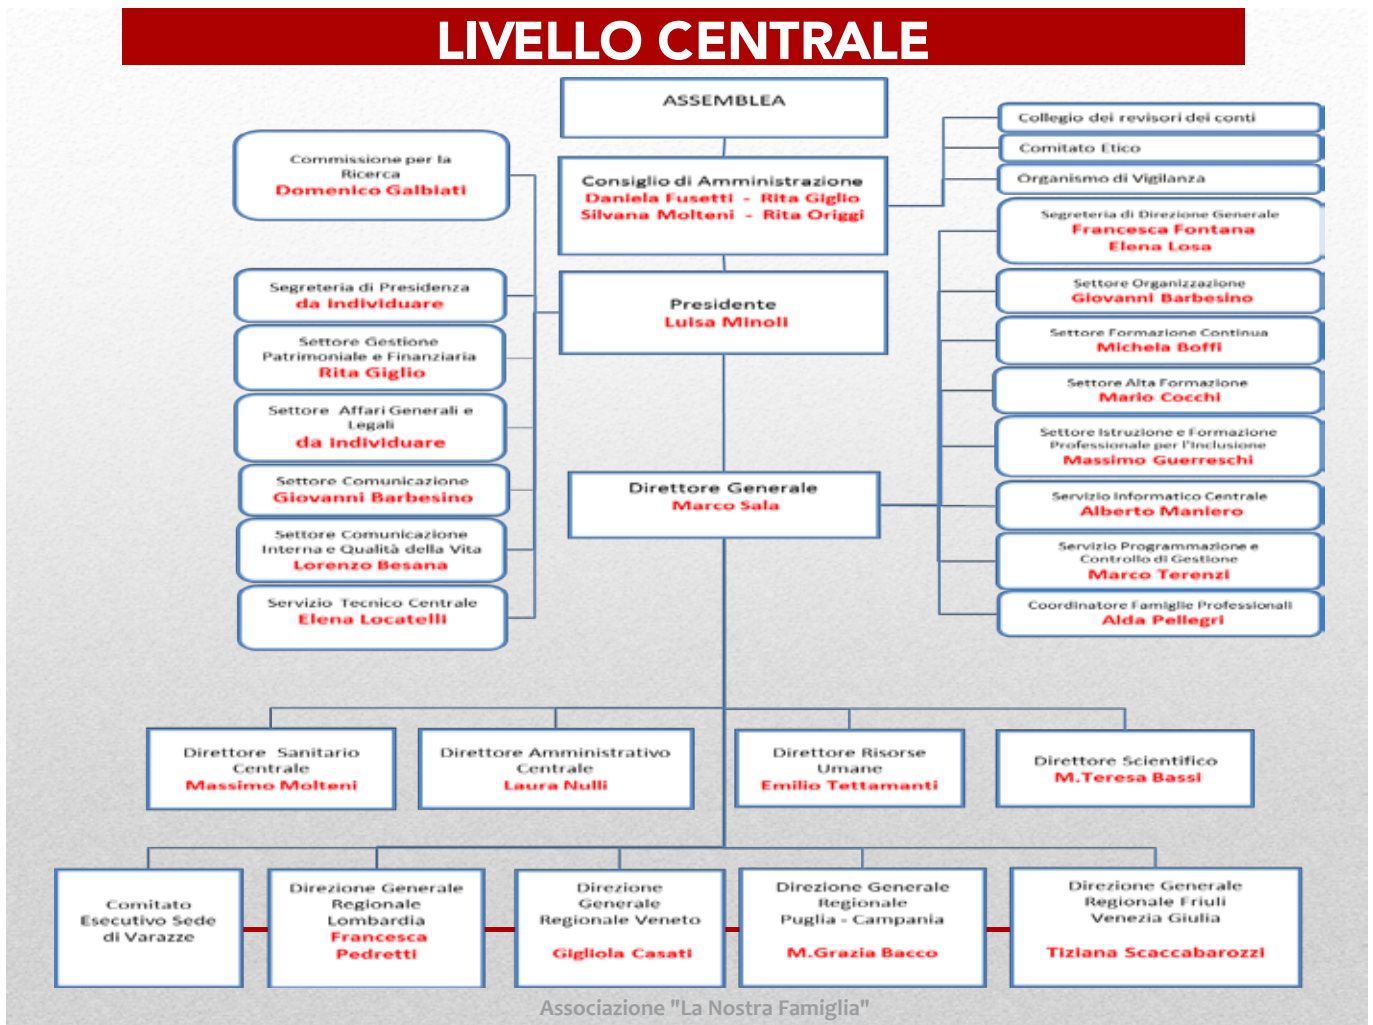 LIVELLO CENTRALE
ASSEMBLEA
Consiglio di Amministrazione
Daniela Fusetti - Rita Giglio
Silvana Molteni - Rita Origgi
Presidente
Luisa Minoli
Direttore Generale
Marco Sala
Commissione per la
Ricerca
Domenico Galbiati
Segreteria di Presidenza
da individuare
Settore Gestione
Patrimoniale e Finanziaria
Rita Giglio
Settore Affari Generali e
Legali
da individuare
Settore Comunicazione
Giovanni Barbesino
Settore Comunicazione
Interna e Qualità della Vita
Lorenzo Besana
Servizio Tecnico Centrale
Elena Locatelli
Collegio dei revisori dei conti
Comitato Etico
Organismo di Vigilanza
Segreteria di Direzione Generale
Francesca Fontana
Elena Losa
Settore Organizzazione
Giovanni Barbesino
Settore Formazione Continua
Michela Boffi
Settore Alta Formazione
Mario Cocchi
Settore Istruzione e Formazione
Professionale per l'Inclusione
Massimo Guerreschi
Servizio Informatico Centrale
Alberto Maniero
Servizio Programmazione e
Controllo di Gestione
Marco Terenzi
Coordinatore Famiglie Professionali
Alda Pellegri
Direttore Sanitario
Centrale
Massimo Molteni
Direttore Amministrativo
Centrale
Laura Nulli
Direttore Risorse
Umane
Emilio Tettamanti
Direttore Scientifico
M.Teresa Bassi
Comitato
Esecutivo Sede
di Varazze
Direzione Generale
Regionale
Lombardia
Francesca
Pedretti
Direzione
Generale
Regionale Veneto
Gigliola Casati
Direzione Generale
Regionale
Puglia - Campania
M.Grazia Bacco
Direzione Generale
Regionale Friuli
Venezia Giulia
Tiziana Scaccabarozzi
Associazione "La Nostra Famiglia"